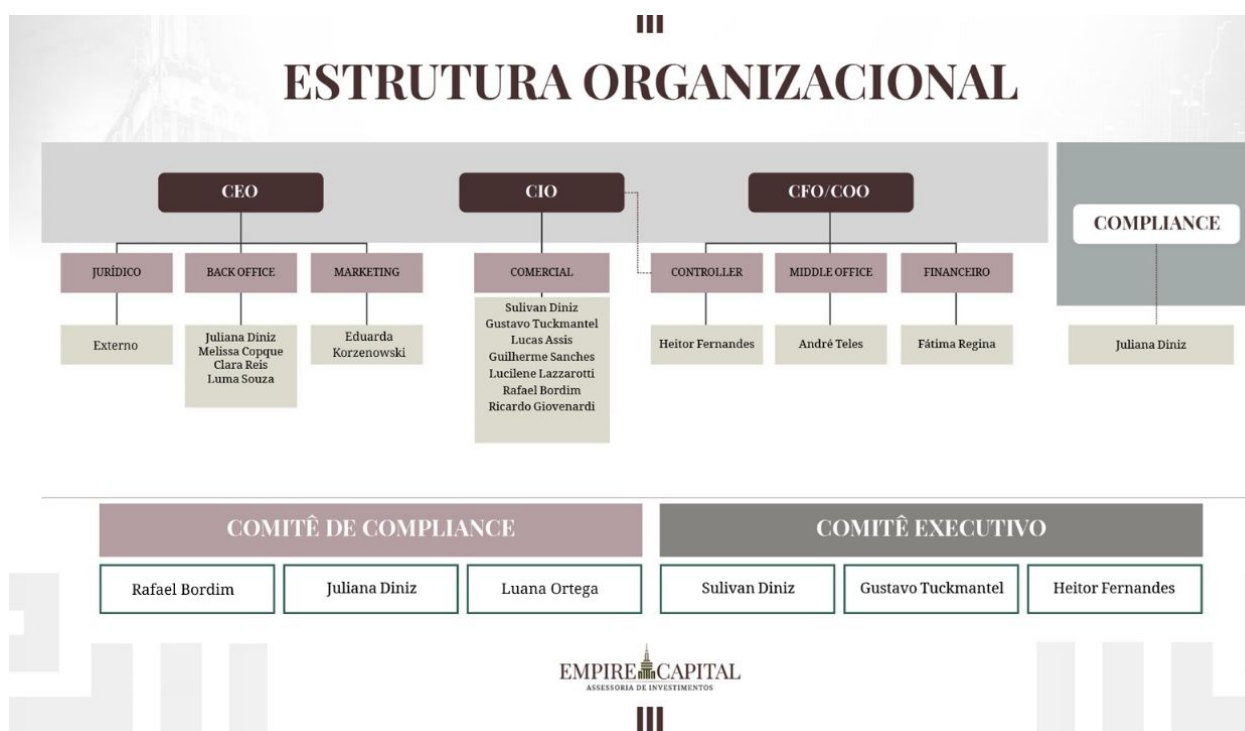 ESTRUTURA ORGANIZACIONAL
CEO
CIO
CFO/COO
COMPLIANCE
JURÍDICO
BACK OFFICE
MARKETING
COMERCIAL
CONTROLLER
MIDDLE OFFICE
FINANCEIRO
Externo
Juliana Diniz
Melissa Copque
Clara Reis
Luma Souza
Eduarda
Korzenowski
Sulivan Diniz
Gustavo Tuckmantel
Lucas Assis
Guilherme Sanches
Lucilene Lazzarotti
Rafael Bordim
Ricardo Giovenardi
Heitor Fernandes
André Teles
Fátima Regina
Juliana Diniz
COMITÊ DE COMPLIANCE
COMITÊ EXECUTIVO
Rafael Bordim
Juliana Diniz
Luana Ortega
Sulivan Diniz
Gustavo Tuckmantel
Heitor Fernandes
EMPIRE CAPITAL
ASSESSORIA DE INVESTIMENTOS